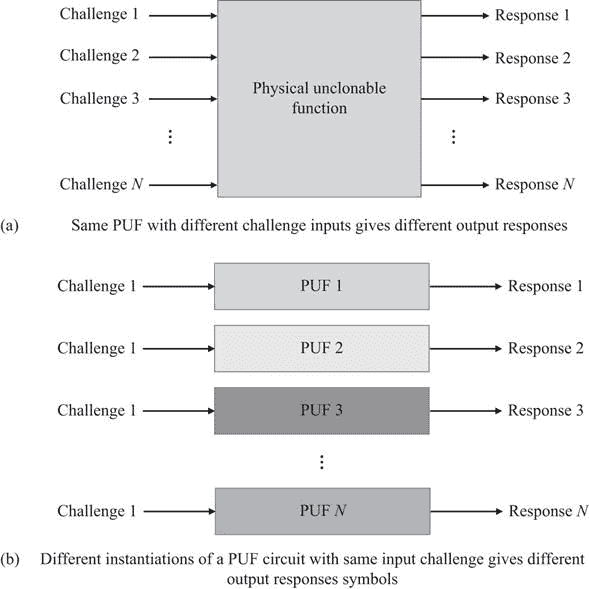 Challenge 1 Response 1
Challenge 2 Response 2
Challenge 3 Response 3
Physical unclonable
function
Challenge N Response N
(a) Same PUF with different challenge inputs gives different output responses
Challenge 1 PUF 1 Response 1
Challenge 1 PUF 2 Response 2
Challenge 1 PUF 3 Response 3
Challenge 1 PUF N Response N
(b) Different instantiations of a PUF circuit with same input challenge gives different
output responses symbols